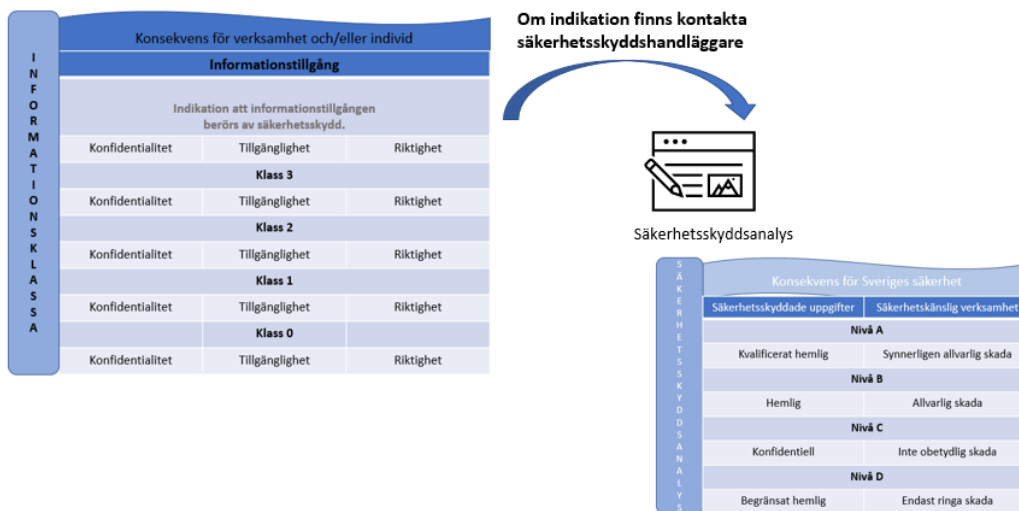 INFORMATIONSKLASSA
Konsekvens för verksamhet och/eller individ
Informationstillgång
Indikation att informationstillgången
berörs av säkerhetsskydd.
Konfidentialitet Tillgänglighet Riktighet
Klass 3
Konfidentialitet Tillgänglighet Riktighet
Klass 2
Konfidentialitet Tillgänglighet Riktighet
Klass 1
Konfidentialitet Tillgänglighet Riktighet
Klass 0
Konfidentialitet Tillgänglighet Riktighet
Om indikation finns kontakta
säkerhetsskyddshandläggare
Säkerhetsskyddsanalys
SÄKERHETSSKYDDSANALYS
Konsekvens för Sveriges säkerhet
Säkerhetsskyddade uppgifter Säkerhetskänslig verksamhet
Nivå A
Kvalificerat hemlig Synnerligen allvarlig skada
Nivå B
Hemlig Allvarlig skada
Nivå C
Konfidentiell Inte obetydlig skada
Nivå D
Begränsat hemlig Endast ringa skada